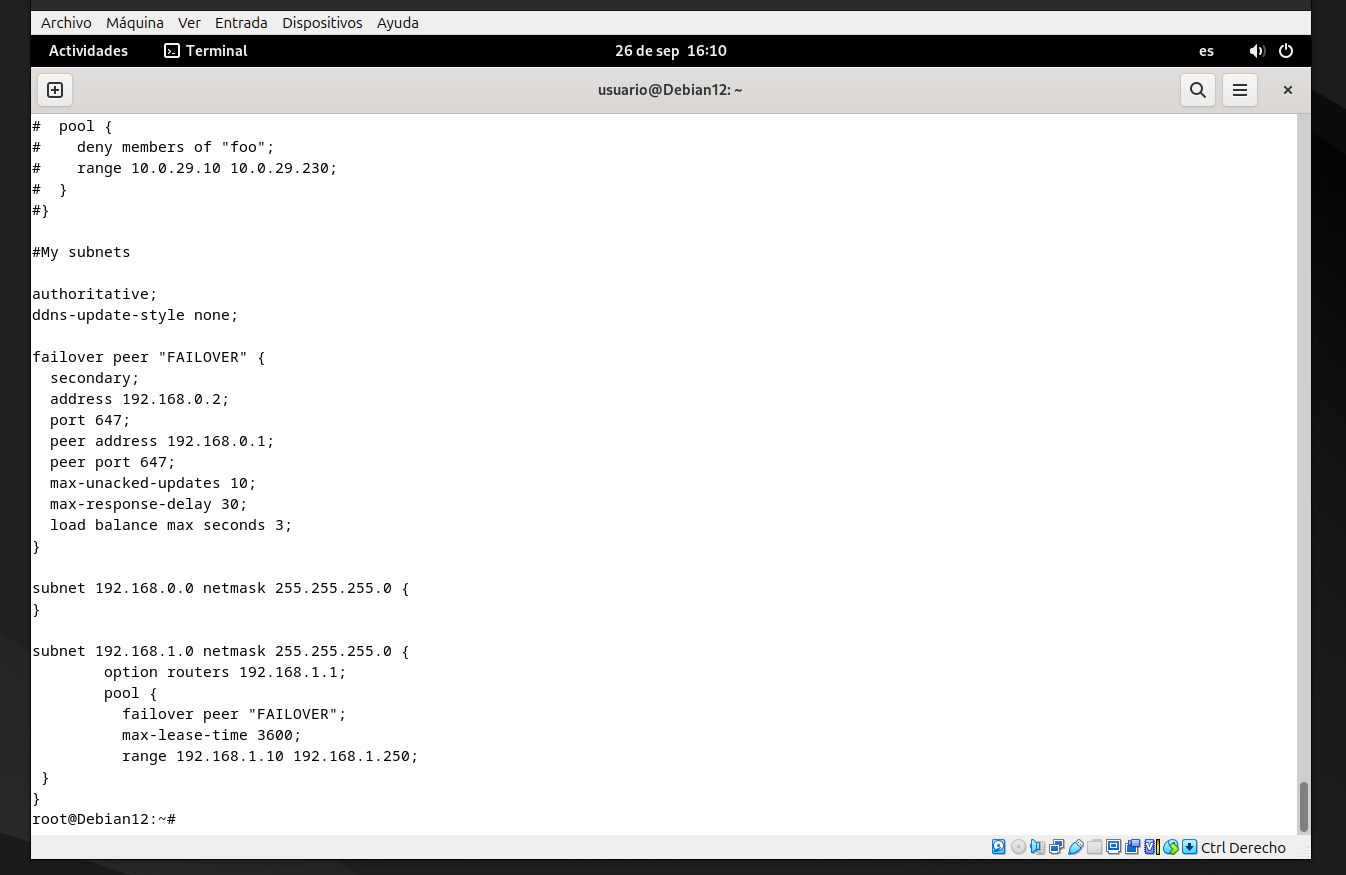 Archivo Máquina Ver Entrada Dispositivos Ayuda
Actividades Terminal 26 de sep 16:10 es
usuario@Debian12: ~
#  pool {
#    deny members of "foo";
#    range 10.0.29.10 10.0.29.230;
#  }
#}
#My subnets
authoritative;
ddns-update-style none;
failover peer "FAILOVER" {
  secondary;
  address 192.168.0.2;
  port 647;
  peer address 192.168.0.1;
  peer port 647;
  max-unacked-updates 10;
  max-response-delay 30;
  load balance max seconds 3;
}
subnet 192.168.0.0 netmask 255.255.255.0 {
}
subnet 192.168.1.0 netmask 255.255.255.0 {
        option routers 192.168.1.1;
        pool {
          failover peer "FAILOVER";
          max-lease-time 3600;
          range 192.168.1.10 192.168.1.250;
 }
}
root@Debian12:~#
Ctrl Derecho